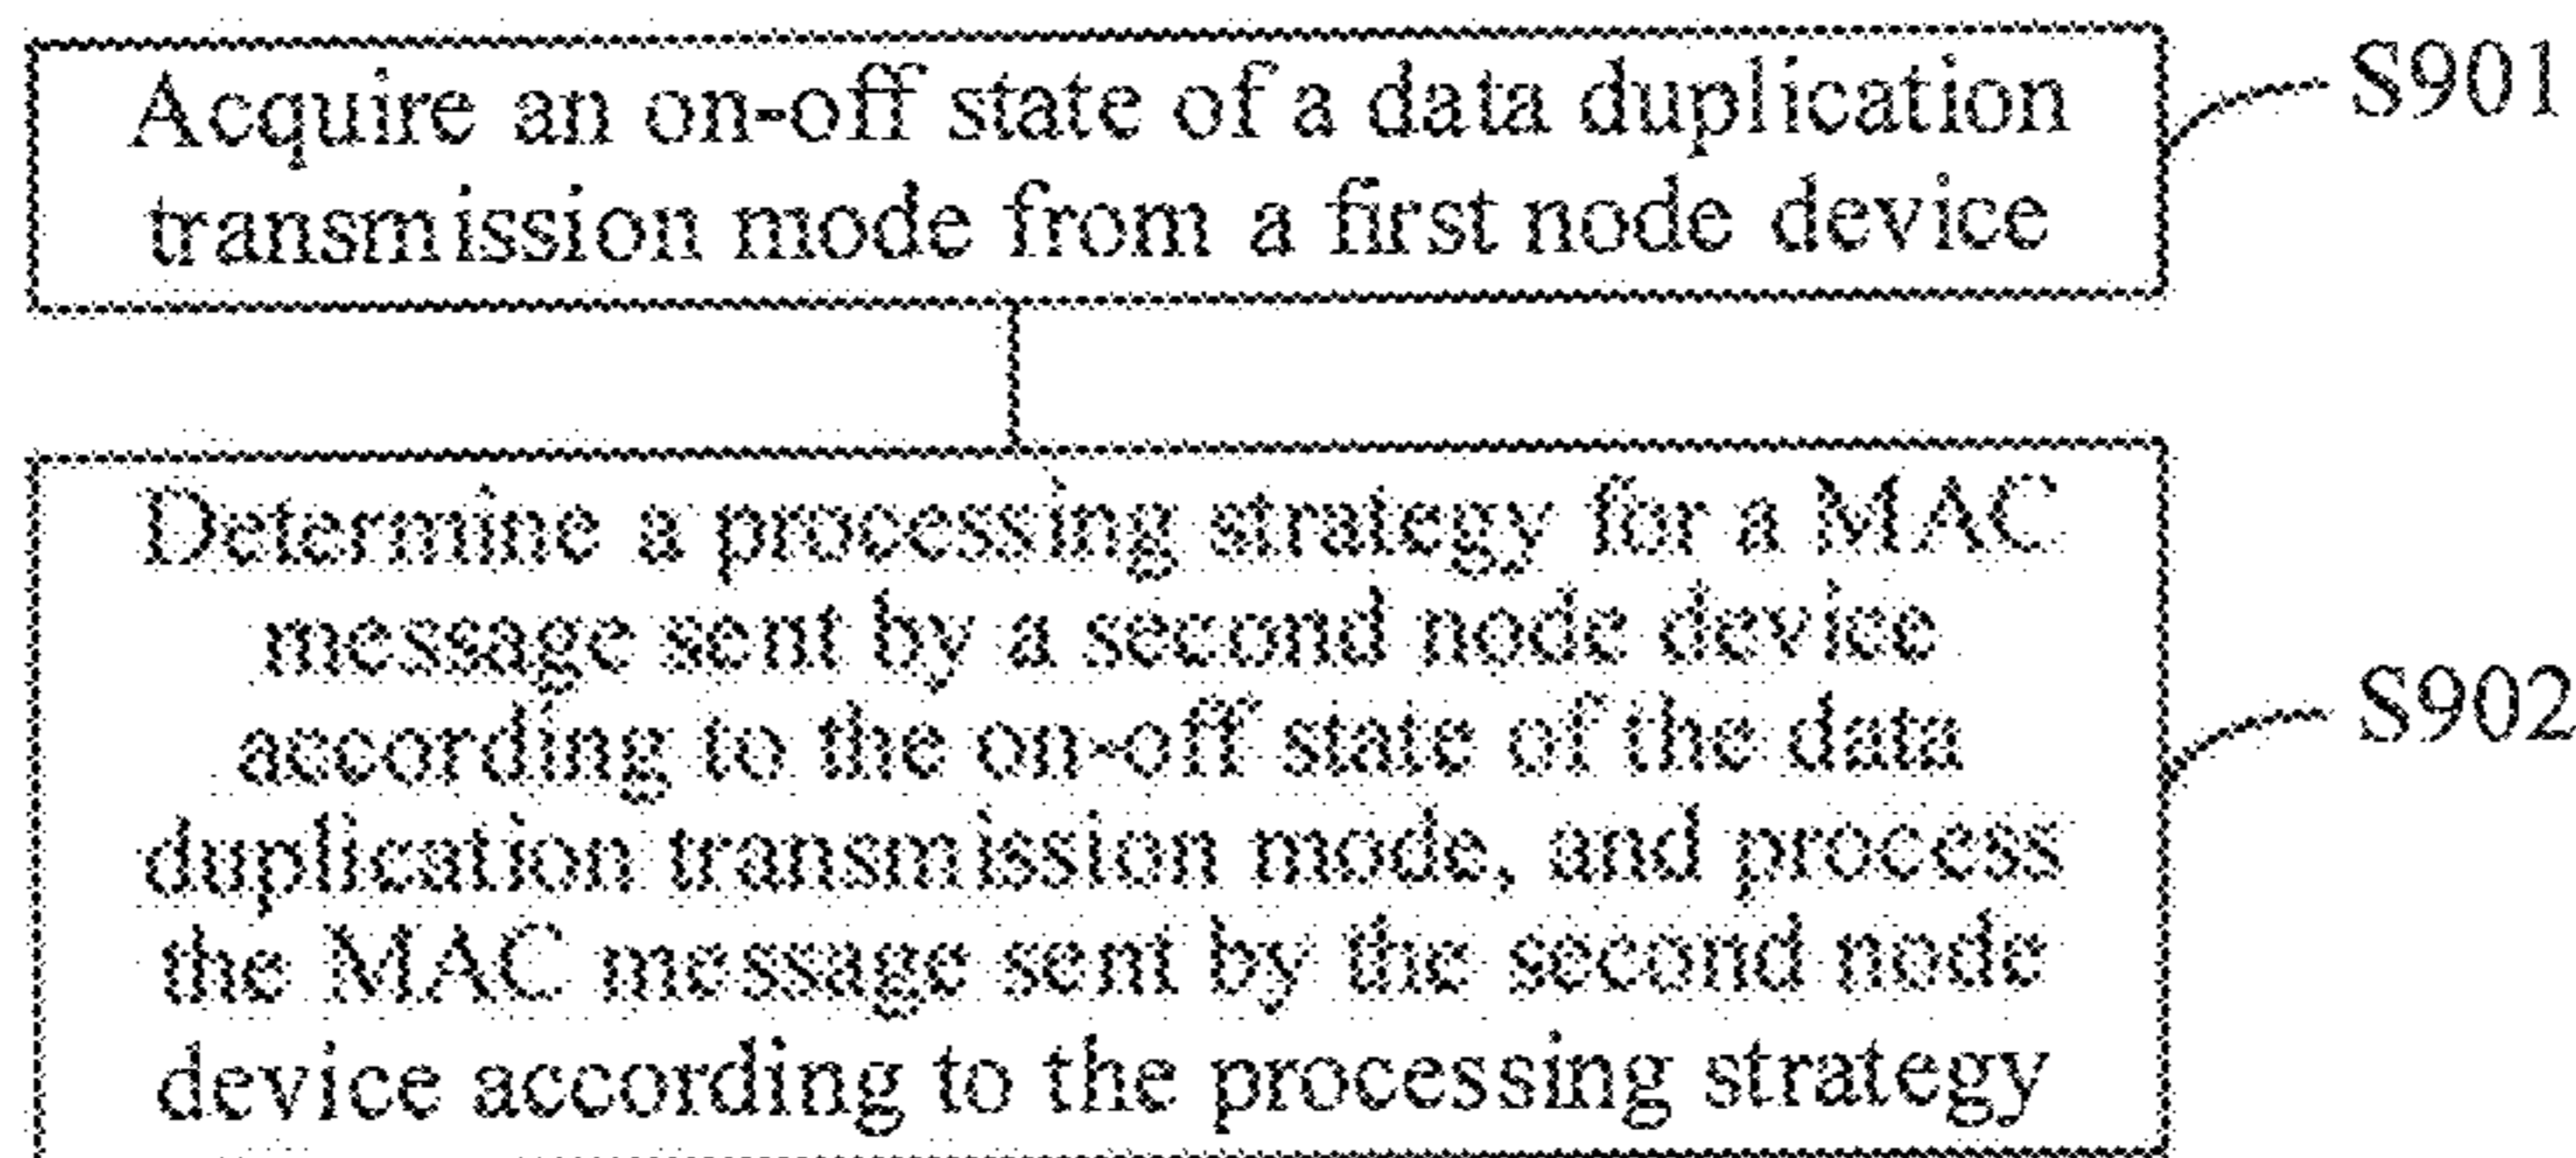 Acquire an on-off state of a data duplication
transmission mode from a first node device
S901
Determine a processing strategy for a MAC
message sent by a second node device
according to the on-off state of the data
duplication transmission mode, and process
the MAC message sent by the second node
device according to the processing strategy
S902